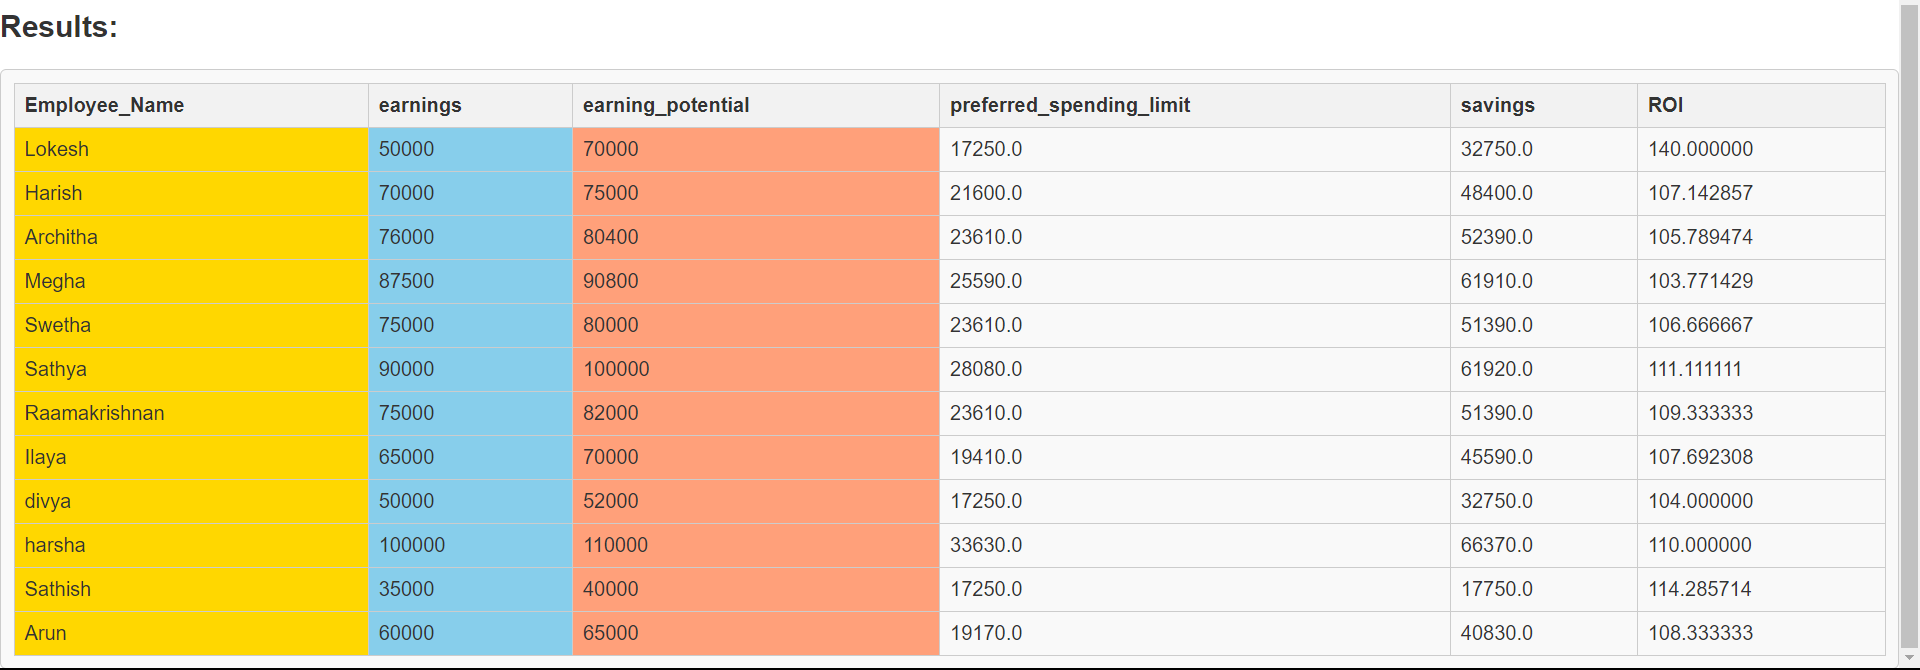 Results:
Employee_Name earnings earning_potential preferred_spending_limit savings ROI
Lokesh 50000 70000 17250.0 32750.0 140.000000
Harish 70000 75000 21600.0 48400.0 107.142857
Architha 76000 80400 23610.0 52390.0 105.789474
Megha 87500 90800 25590.0 61910.0 103.771429
Swetha 75000 80000 23610.0 51390.0 106.666667
Sathya 90000 100000 28080.0 61920.0 111.111111
Raamakrishnan 75000 82000 23610.0 51390.0 109.333333
Ilaya 65000 70000 19410.0 45590.0 107.692308
divya 50000 52000 17250.0 32750.0 104.000000
harsha 100000 110000 33630.0 66370.0 110.000000
Sathish 35000 40000 17250.0 17750.0 114.285714
Arun 60000 65000 19170.0 40830.0 108.333333